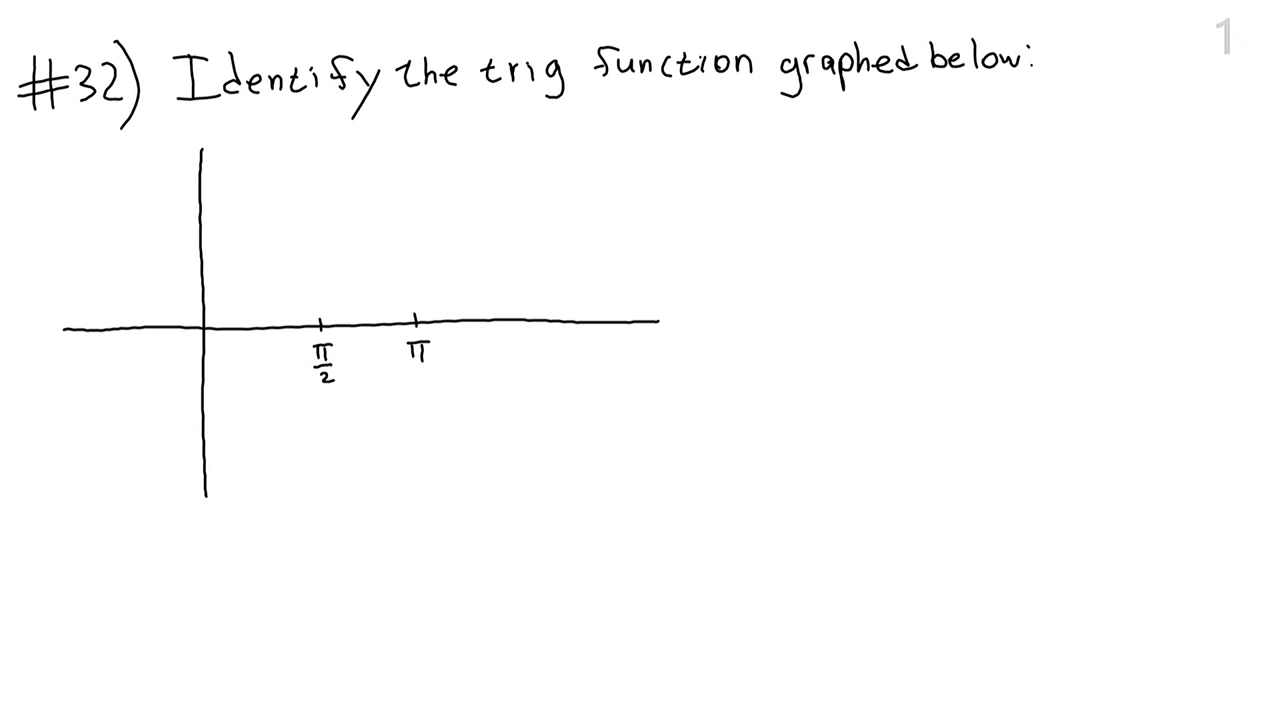 1
#32) Identify the trig function graphed below:
π/2 π